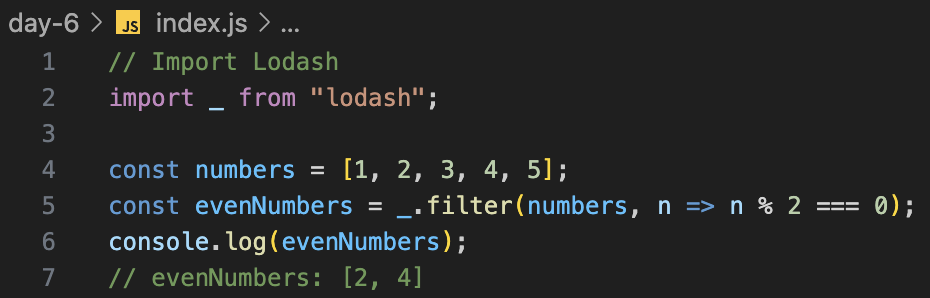 day-6 > JS index.js > ...
1 // Import Lodash
2 import _ from "lodash";
3
4 const numbers = [1, 2, 3, 4, 5];
5 const evenNumbers = _.filter(numbers, n => n % 2 === 0);
6 console.log(evenNumbers);
7 // evenNumbers: [2, 4]